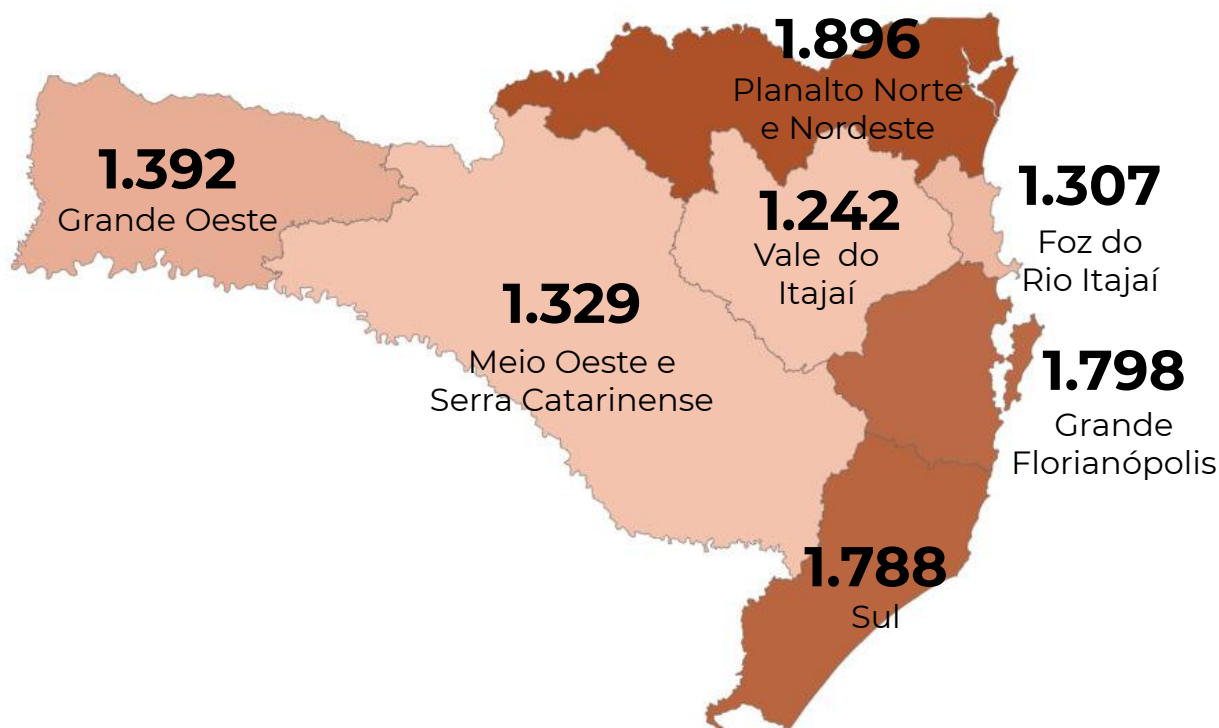 1.896
Planalto Norte
e Nordeste
1.392
Grande Oeste
1.242
Vale do
Itajaí
1.307
Foz do
Rio Itajaí
1.329
Meio Oeste e
Serra Catarinense
1.798
Grande
Florianópolis
1.788
Sul